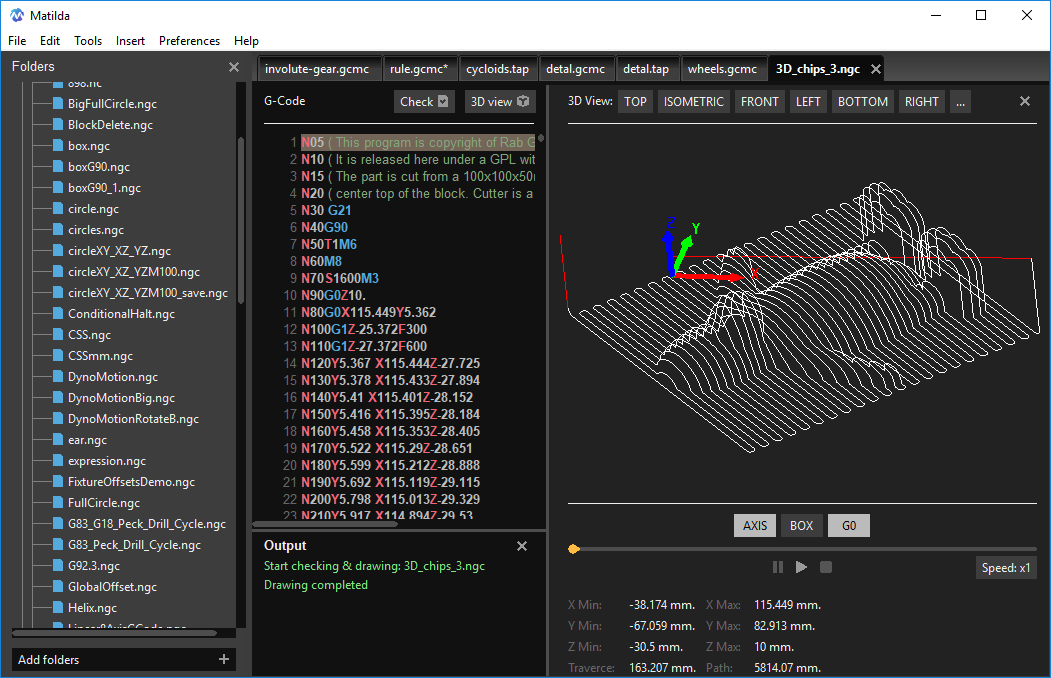 Matilda
File Edit Tools Insert Preferences Help
Folders
BigFullCircle.ngc
BlockDelete.ngc
box.ngc
boxG90.ngc
boxG90_1.ngc
circle.ngc
circles.ngc
circleXY_XZ_YZ.ngc
circleXY_XZ_YZM100.ngc
circleXY_XZ_YZM100_save.ngc
ConditionalHalt.ngc
CSS.ngc
CSSmm.ngc
DynoMotion.ngc
DynoMotionBig.ngc
DynoMotionRotateB.ngc
ear.ngc
expression.ngc
FixtureOffsetsDemo.ngc
FullCircle.ngc
G83_G18_Peck_Drill_Cycle.ngc
G83_Peck_Drill_Cycle.ngc
G92.3.ngc
GlobalOffset.ngc
Helix.ngc
Add folders +
involute-gear.gcmc rule.gcmc* cycloids.tap detal.gcmc detal.tap wheels.gcmc 3D_chips_3.ngc
G-Code Check 3D view
1 N05 ( This program is copyright of Rab G
2 N10 ( It is released here under a GPL wit
3 N15 ( The part is cut from a 100x100x50
4 N20 ( center top of the block. Cutter is a
5 N30 G21
6 N40G90
7 N50T1M6
8 N60M8
9 N70S1600M3
10 N90G0Z10.
11 N80G0X115.449Y5.362
12 N100G1Z-25.372F300
13 N110G1Z-27.372F600
14 N120Y5.367 X115.444Z-27.725
15 N130Y5.378 X115.433Z-27.894
16 N140Y5.41 X115.401Z-28.152
17 N150Y5.416 X115.395Z-28.184
18 N160Y5.458 X115.353Z-28.405
19 N170Y5.522 X115.29Z-28.651
20 N180Y5.599 X115.212Z-28.888
21 N190Y5.692 X115.119Z-29.115
22 N200Y5.798 X115.013Z-29.329
23 N210Y5.917 X114.894Z-29.53
Output
Start checking & drawing: 3D_chips_3.ngc
Drawing completed
3D View: TOP ISOMETRIC FRONT LEFT BOTTOM RIGHT ...
Z
Y
X
AXIS BOX G0
Speed: x1
X Min: -38.174 mm. X Max: 115.449 mm.
Y Min: -67.059 mm. Y Max: 82.913 mm.
Z Min: -30.5 mm. Z Max: 10 mm.
Traverce: 163.207 mm. Path: 5814.07 mm.